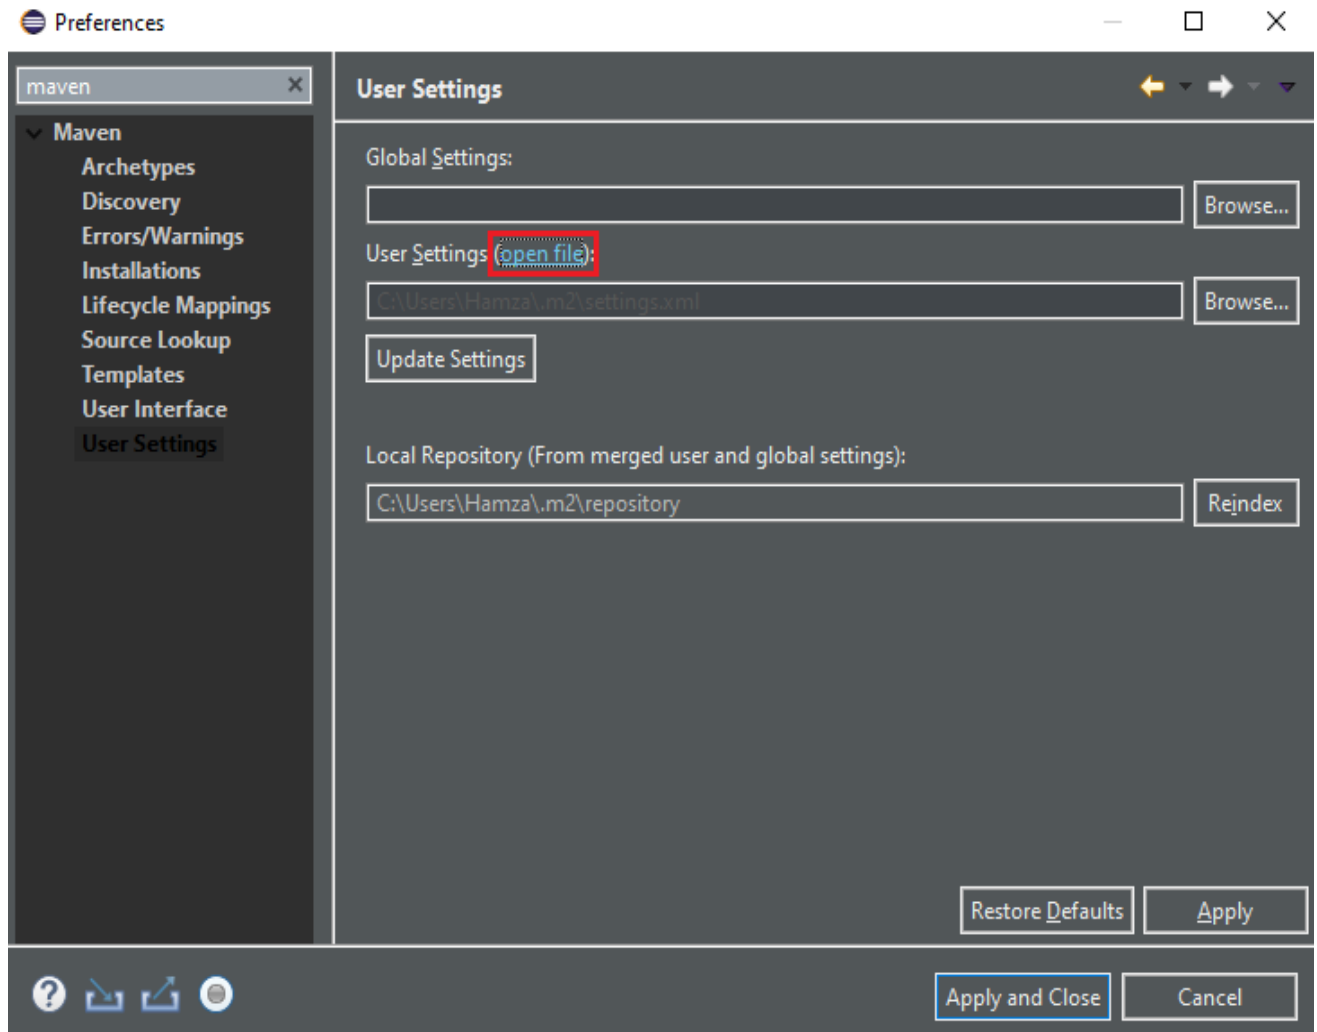 Preferences
maven
Maven
Archetypes
Discovery
Errors/Warnings
Installations
Lifecycle Mappings
Source Lookup
Templates
User Interface
User Settings
User Settings
Global Settings:
Browse...
User Settings (open file):
C:\Users\Hamza\.m2\settings.xml
Browse...
Update Settings
Local Repository (From merged user and global settings):
C:\Users\Hamza\.m2\repository
Reindex
Restore Defaults
Apply
Apply and Close
Cancel